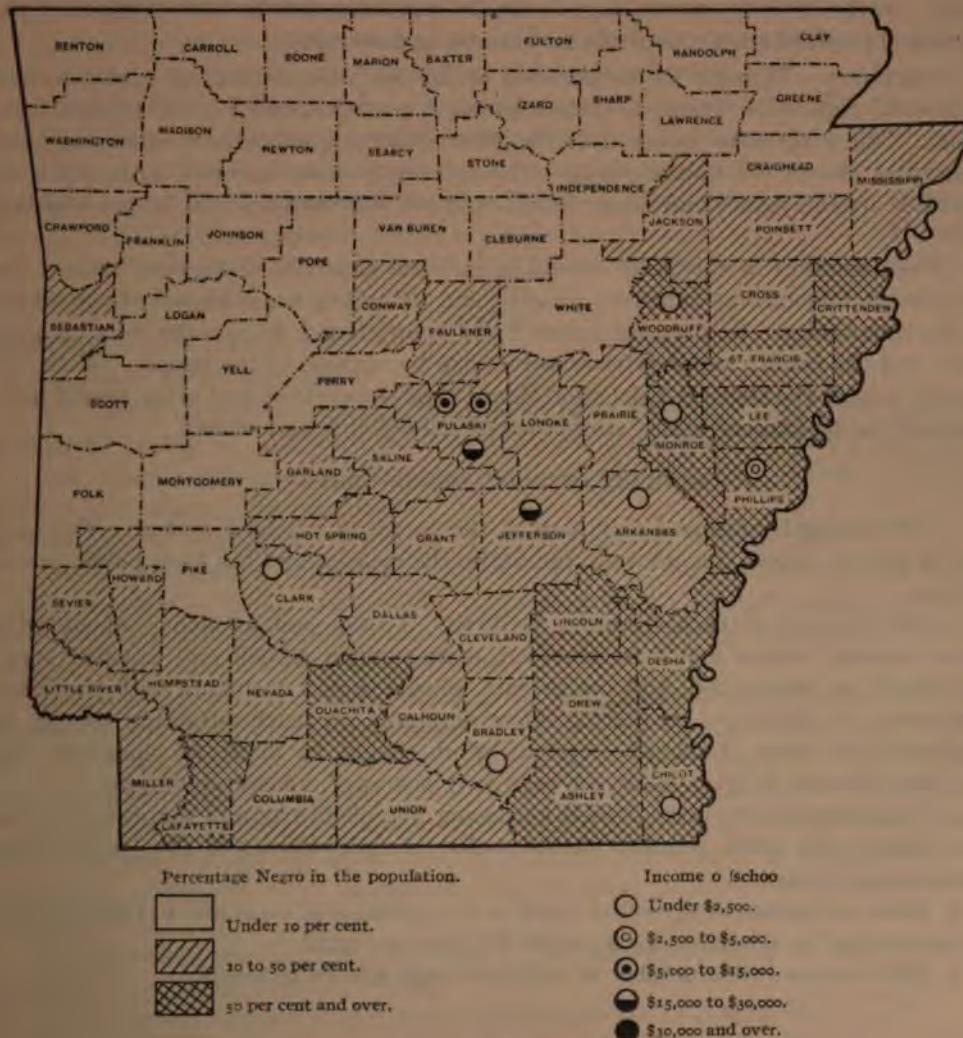 BENTON
CARROLL
BOONE
MARION
BAXTER
FULTON
RANDOLPH
CLAY
IZARD
SHARP
GREENE
LAWRENCE
WASHINGTON
MADISON
NEWTON
SEARCY
STONE
CRAIGHEAD
INDEPENDENCE
MISSISSIPPI
CRAWFORD
FRANKLIN
JOHNSON
VAN BUREN
CLEBURNE
JACKSON
POINSETT
POPE
CONWAY
WHITE
CROSS
CRITTENDEN
SEBASTIAN
LOGAN
FAULKNER
WOODRUFF
ST. FRANCIS
YELL
PERRY
SCOTT
PULASKI
LONOKE
PRAIRIE
LEE
MONROE
SALINE
GARLAND
MONTGOMERY
POLK
PHILLIPS
HOT SPRING
GRANT
JEFFERSON
ARKANSAS
PIKE
HOWARD
CLARK
SEVIER
DALLAS
LINCOLN
CLEVELAND
DESHA
LITTLE RIVER
HEMPSTEAD
NEVADA
OUACHITA
CALHOUN
DREW
BRADLEY
MILLER
COLUMBIA
UNION
ASHLEY
CHICOT
LAFAYETTE
Percentage Negro in the population.
Under 10 per cent.
10 to 50 per cent.
50 per cent and over.
Income o schoo
Under $2,500.
$2,500 to $5,000.
$5,000 to $15,000.
$15,000 to $30,000.
$30,000 and over.